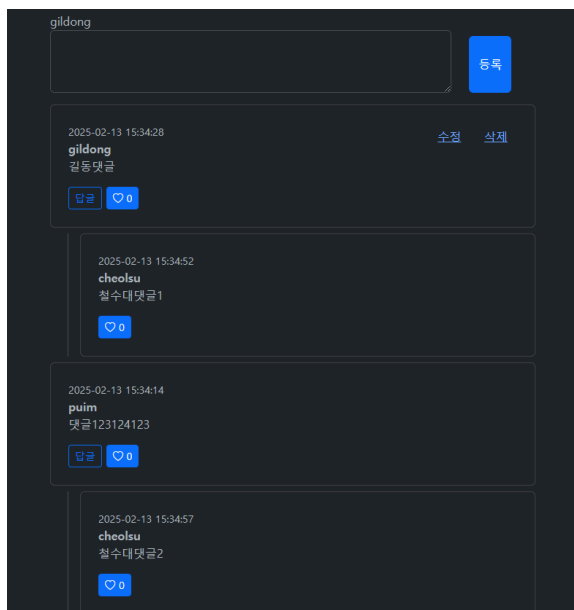 gildong
등록
2025-02-13 15:34:28
수정 삭제
gildong
길동댓글
답글 0
2025-02-13 15:34:52
cheolsu
철수대댓글1
0
2025-02-13 15:34:14
puim
댓글123124123
답글 0
2025-02-13 15:34:57
cheolsu
철수대댓글2
0